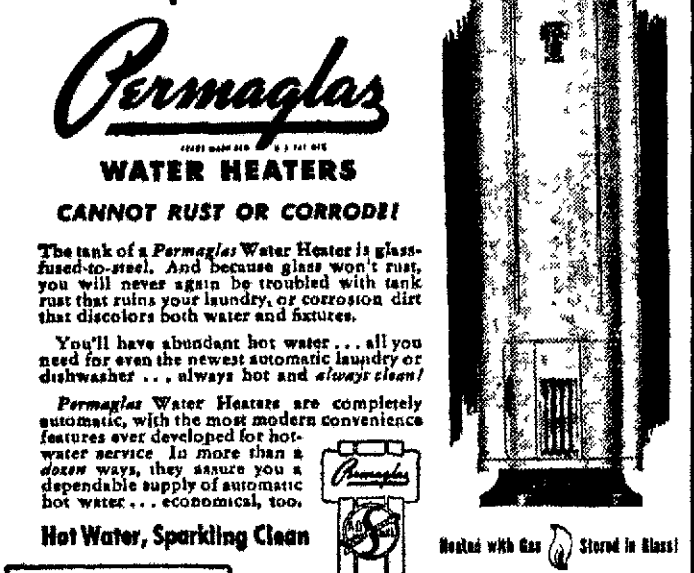 Permaglas
TRADE MARK REG. U.S. PAT. OFF.
WATER HEATERS
CANNOT RUST OR CORRODE!
The tank of a Permaglas Water Heater is glass-
fused-to-steel. And because glass won't rust,
you will never again be troubled with tank
rust that ruins your laundry, or corrosion dirt
that discolors both water and fixtures.
You'll have abundant hot water ... all you
need for even the newest automatic laundry or
dishwasher ... always hot and always clean!
Permaglas Water Heaters are completely
automatic, with the most modern convenience
features ever developed for hot-
water service. In more than a
dozen ways, they assure you a
dependable supply of automatic
hot water ... economical, too.
Hot Water, Sparkling Clean
Permaglas
Heated with Gas Stored in Glass!